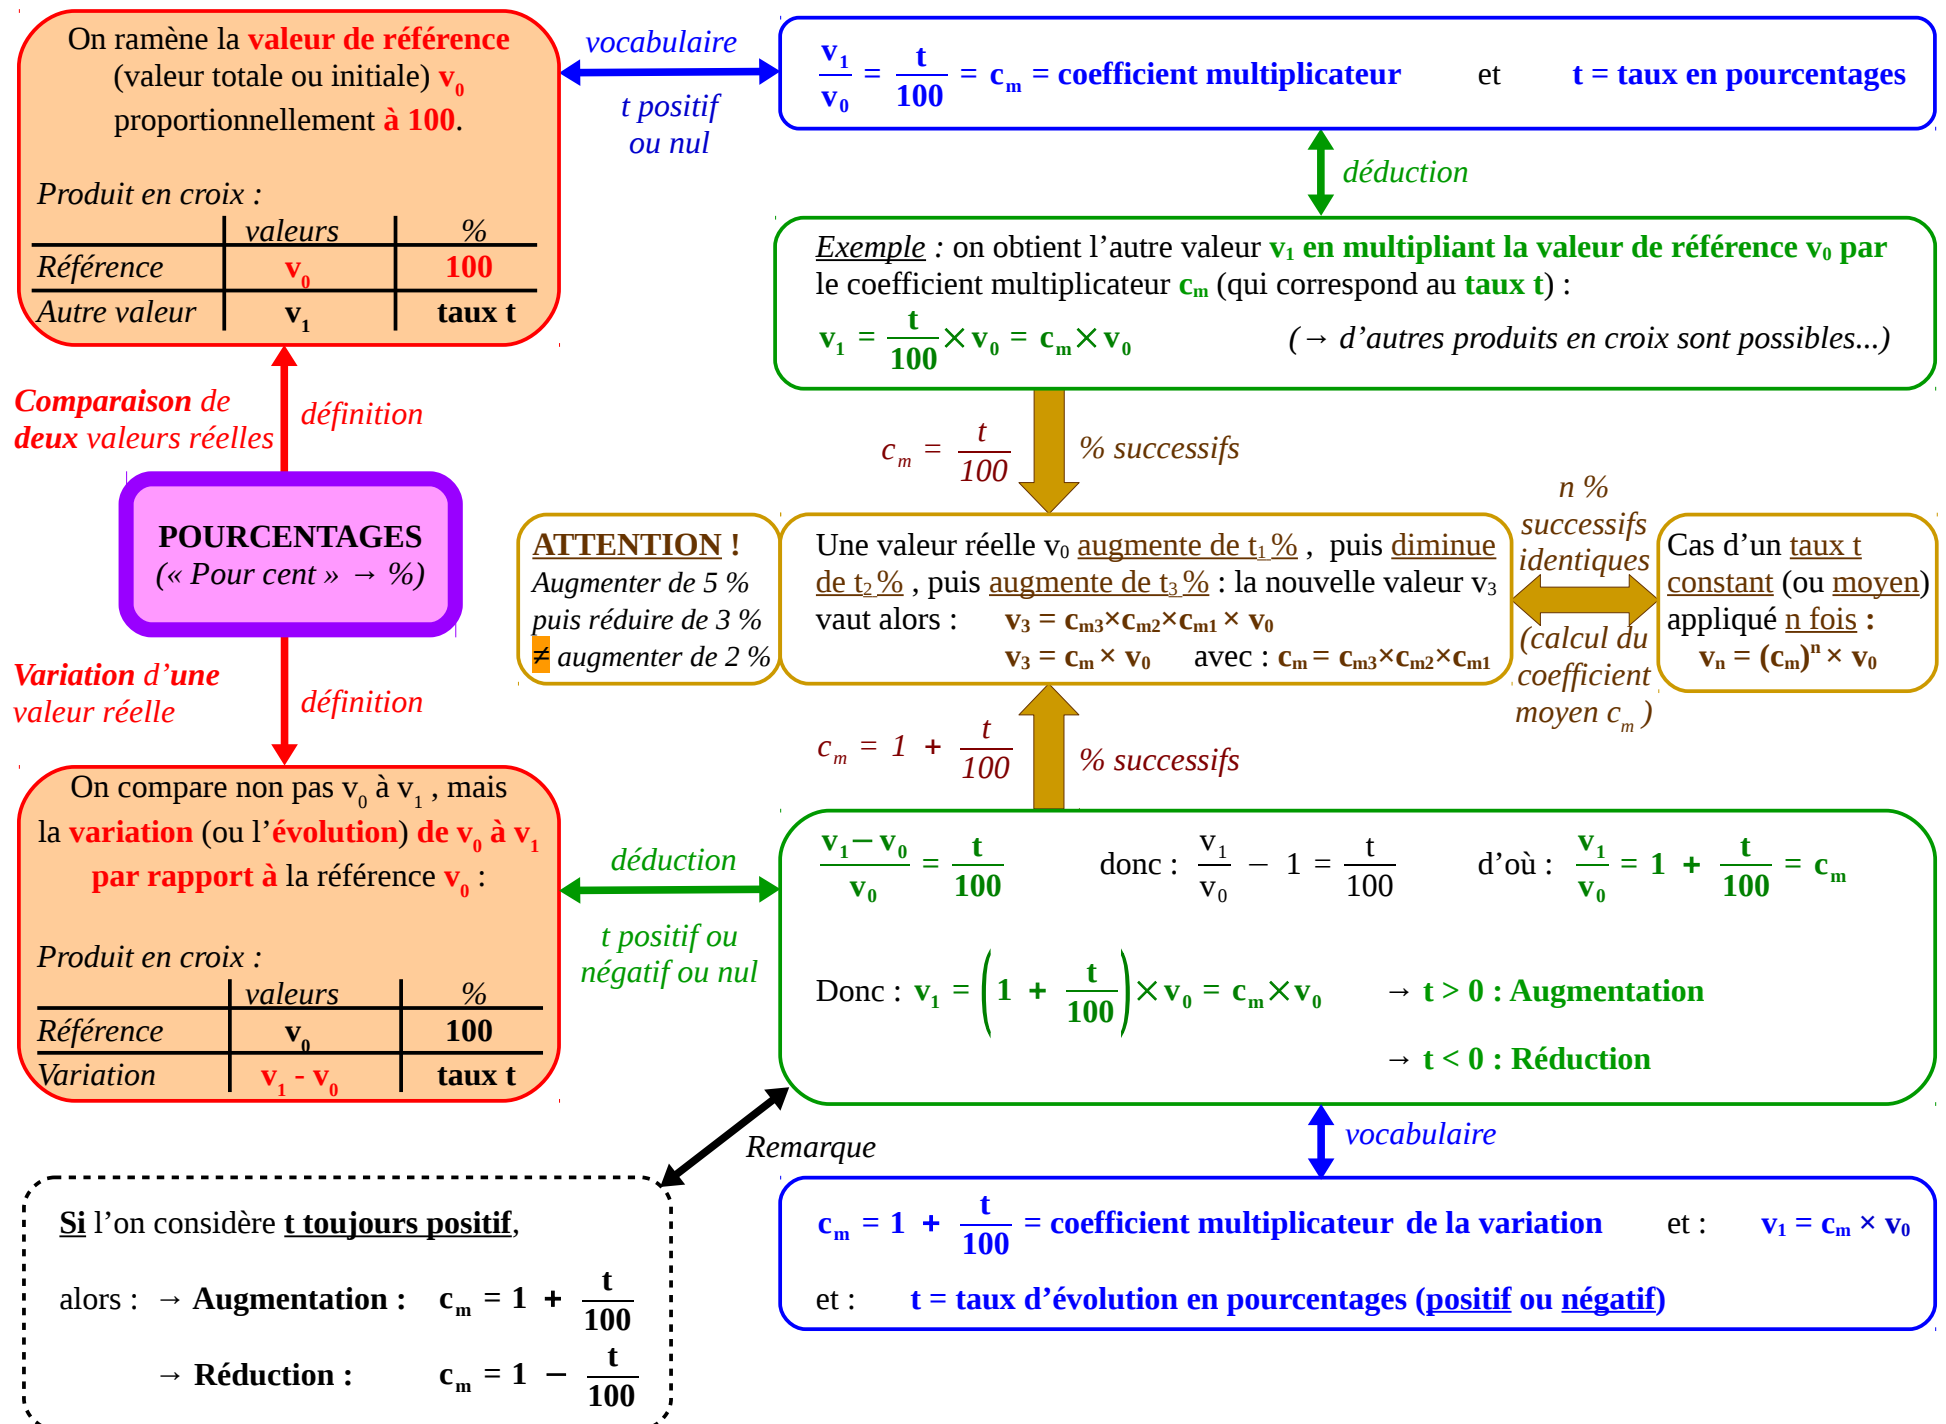 On ramène la valeur de référence
(valeur totale ou initiale) v0
proportionnellement à 100.
Produit en croix :
valeurs %
Référence v0 100
Autre valeur v1 taux t
vocabulaire
t positif
ou nul
v1/v0 = t/100 = cm = coefficient multiplicateur et t = taux en pourcentages
déduction
Exemple : on obtient l’autre valeur v1 en multipliant la valeur de référence v0 par
le coefficient multiplicateur cm (qui correspond au taux t) :
v1 = t/100 × v0 = cm × v0 (→ d’autres produits en croix sont possibles...)
Comparaison de
deux valeurs réelles
définition
cm = t/100
% successifs
POURCENTAGES
(« Pour cent » → %)
ATTENTION !
Augmenter de 5 %
puis réduire de 3 %
≠ augmenter de 2 %
Une valeur réelle v0 augmente de t1 % , puis diminue
de t2 % , puis augmente de t3 % : la nouvelle valeur v3
vaut alors : v3 = cm3×cm2×cm1 × v0
v3 = cm × v0 avec : cm = cm3×cm2×cm1
n %
successifs
identiques
(calcul du
coefficient
moyen cm )
Cas d’un taux t
constant (ou moyen)
appliqué n fois :
vn = (cm)n × v0
Variation d’une
valeur réelle
définition
cm = 1 + t/100
% successifs
On compare non pas v0 à v1 , mais
la variation (ou l’évolution) de v0 à v1
par rapport à la référence v0 :
Produit en croix :
valeurs %
Référence v0 100
Variation v1 - v0 taux t
déduction
t positif ou
négatif ou nul
v1 − v0/v0 = t/100 donc : v1/v0 − 1 = t/100 d’où : v1/v0 = 1 + t/100 = cm
Donc : v1 = (1 + t/100) × v0 = cm × v0 → t > 0 : Augmentation
→ t < 0 : Réduction
Remarque
vocabulaire
Si l’on considère t toujours positif,
alors : → Augmentation : cm = 1 + t/100
→ Réduction : cm = 1 − t/100
cm = 1 + t/100 = coefficient multiplicateur de la variation et : v1 = cm × v0
et : t = taux d’évolution en pourcentages (positif ou négatif)